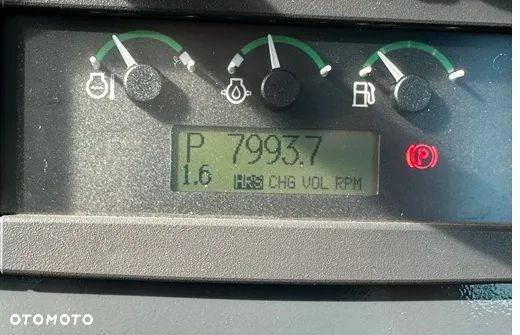 P 7993.7
1.6 HRS CHG VOL RPM
(P)
OTOMOTO